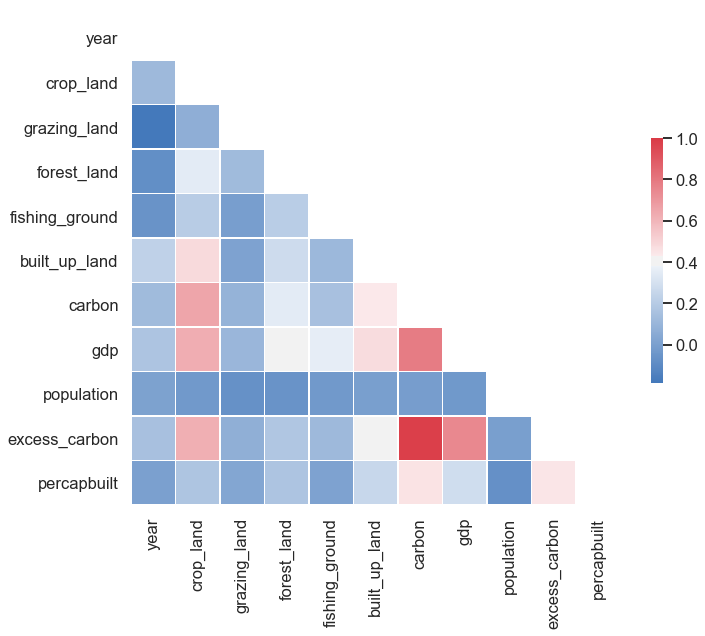 year
crop_land
grazing_land
forest_land
fishing_ground
built_up_land
carbon
gdp
population
excess_carbon
percapbuilt
year
crop_land
grazing_land
forest_land
fishing_ground
built_up_land
carbon
gdp
population
excess_carbon
percapbuilt
1.0
0.8
0.6
0.4
0.2
0.0